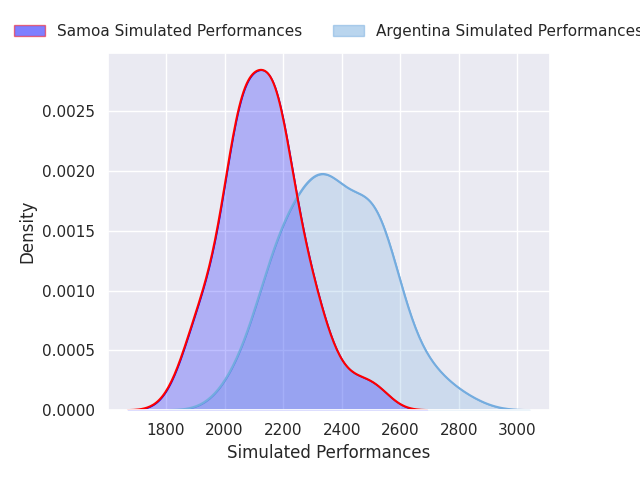 Samoa Simulated Performances
Argentina Simulated Performances
0.0025
0.0020
0.0015
0.0010
0.0005
0.0000
Density
1800 2000 2200 2400 2600 2800 3000
Simulated Performances